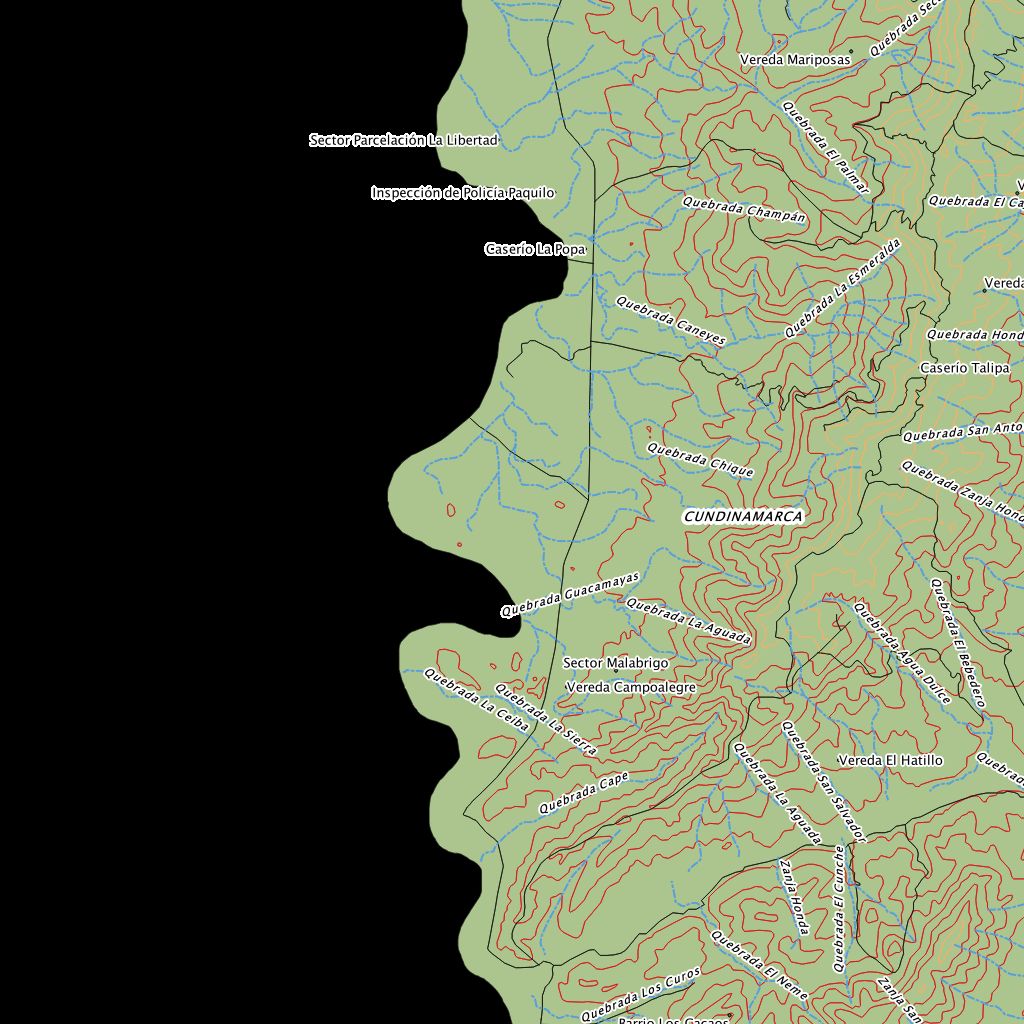 Quebrada Seca
Vereda Mariposas
Sector Parcelación La Libertad
Quebrada El Palmar
Inspección de Policía Paquilo
Quebrada Champán
Quebrada El
Caserío La Popa
Quebrada La Esmeralda
Vereda
Quebrada Caneyes
Quebrada Hond
Caserío Talipa
Quebrada San Anto
Quebrada Chique
Quebrada Zanja Hond
CUNDINAMARCA
Quebrada Guacamayas
Quebrada La Aguada
Quebrada Agua Dulce
Quebrada El Bebedero
Sector Malabrigo
Vereda Campoalegre
Quebrada La Ceiba
Quebrada La Sierra
Quebrada San Salvador
Vereda El Hatillo
Quebrada
Quebrada Cape
Quebrada La Aguada
Zanja Honda
Quebrada El Cunche
Quebrada El Neme
Quebrada Los Curos
Zanja San
Barrio Los Cacaos